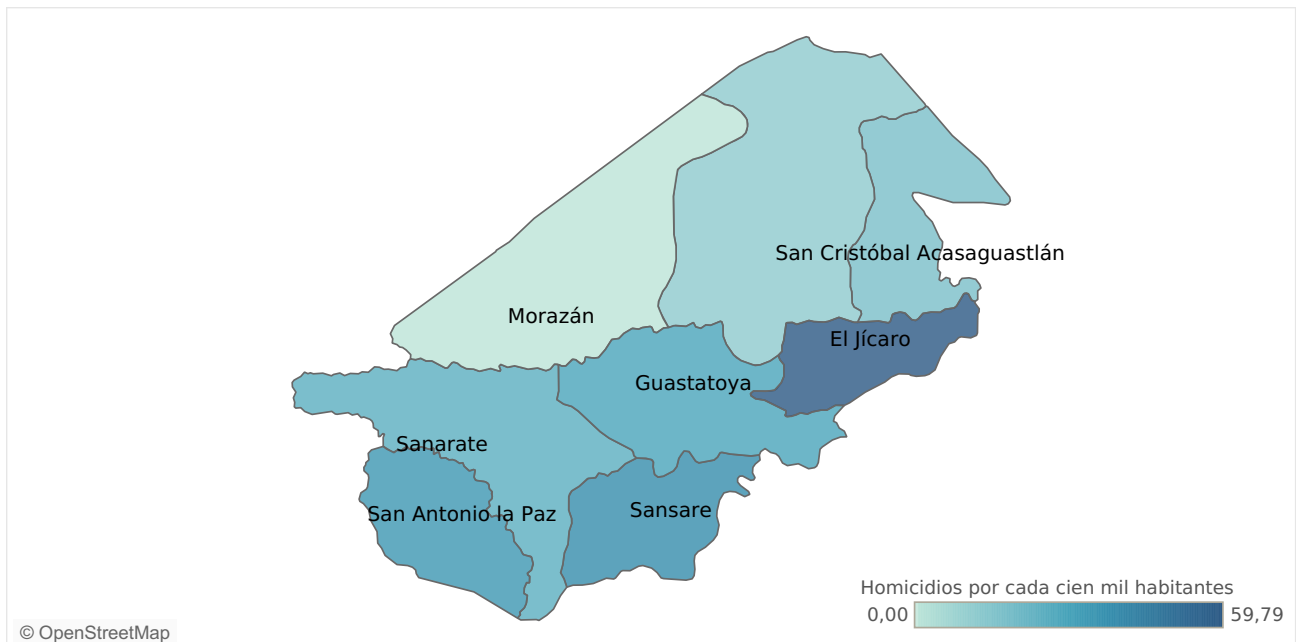 San Cristóbal Acasaguastlán
Morazán
El Jícaro
Guastatoya
Sanarate
San Antonio la Paz
Sansare
Homicidios por cada cien mil habitantes
0,00
59,79
© OpenStreetMap